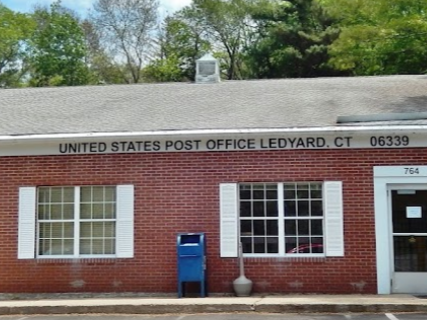 UNITED STATES POST OFFICE LEDYARD, CT 06339
764